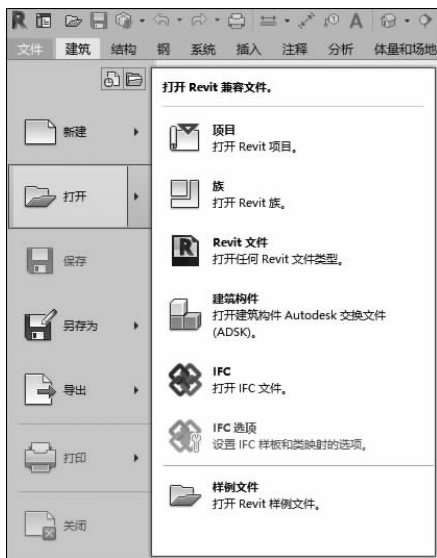 文件 建筑 结构 钢 系统 插入 注释 分析 体量和场地
打开 Revit 兼容文件。
新建
打开
保存
另存为
导出
打印
关闭
项目
打开 Revit 项目。
族
打开 Revit 族。
Revit 文件
打开任何 Revit 文件类型。
建筑构件
打开建筑构件 Autodesk 交换文件
(ADSK)。
IFC
打开 IFC 文件。
IFC 选项
设置 IFC 样板和类映射的选项。
样例文件
打开 Revit 样例文件。